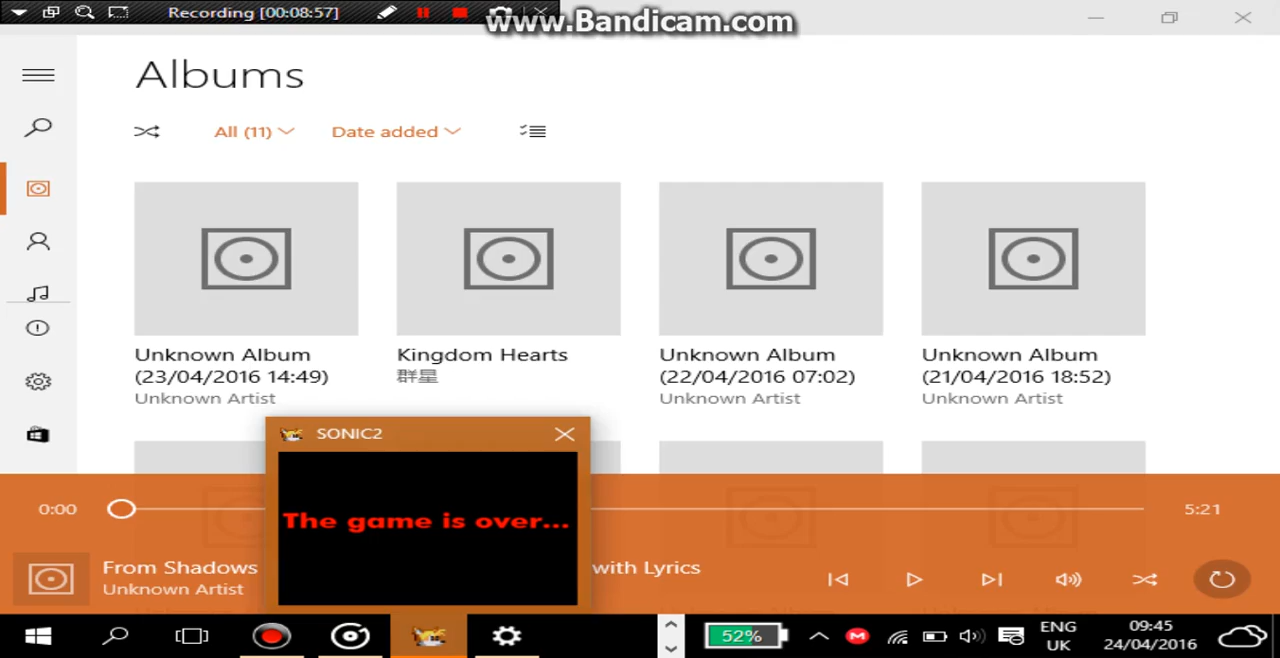 Recording [00:08:57]
www.Bandicam.com
Albums
All (11)
Date added
Unknown Album
(23/04/2016 14:49)
Unknown Artist
Kingdom Hearts
群星
Unknown Album
(22/04/2016 07:02)
Unknown Artist
Unknown Album
(21/04/2016 18:52)
Unknown Artist
SONIC2
The game is over...
0:00
5:21
From Shadows
with Lyrics
Unknown Artist
52%
ENG
UK
09:45
24/04/2016